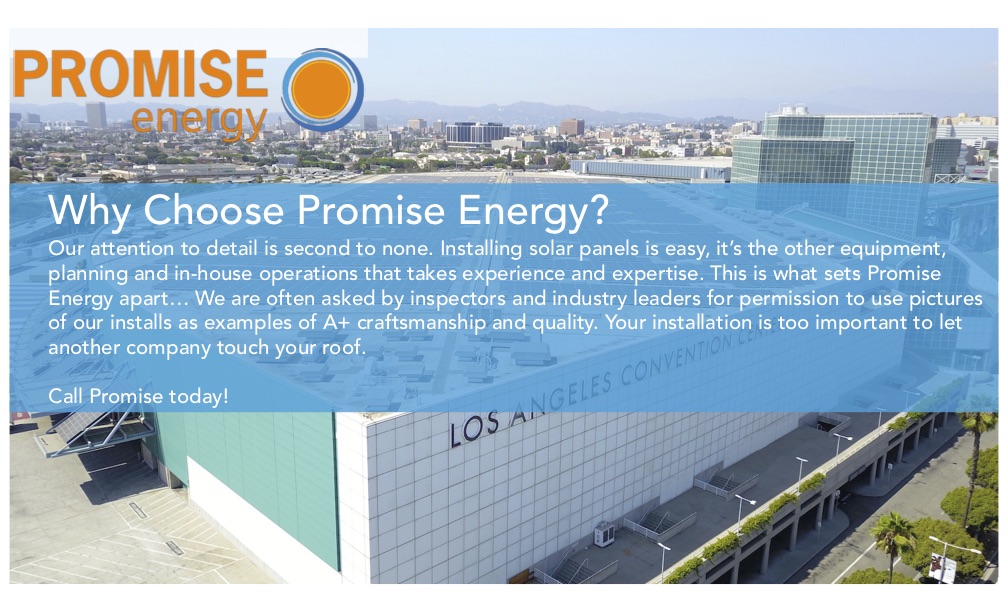 PROMISE
energy
Why Choose Promise Energy?
Our attention to detail is second to none. Installing solar panels is easy, it’s the other equipment,
planning and in-house operations that takes experience and expertise. This is what sets Promise
Energy apart... We are often asked by inspectors and industry leaders for permission to use pictures
of our installs as examples of A+ craftsmanship and quality. Your installation is too important to let
another company touch your roof.
Call Promise today!
LOS ANGELES CONVENTION CENTER